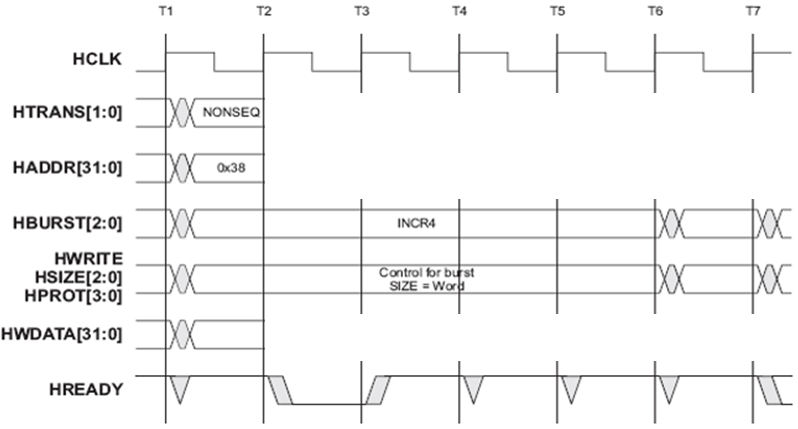 T1 T2 T3 T4 T5 T6 T7
HCLK
HTRANS[1:0] NONSEQ
HADDR[31:0] 0x38
HBURST[2:0] INCR4
HWRITE
HSIZE[2:0] Control for burst
HPROT[3:0] SIZE = Word
HWDATA[31:0]
HREADY